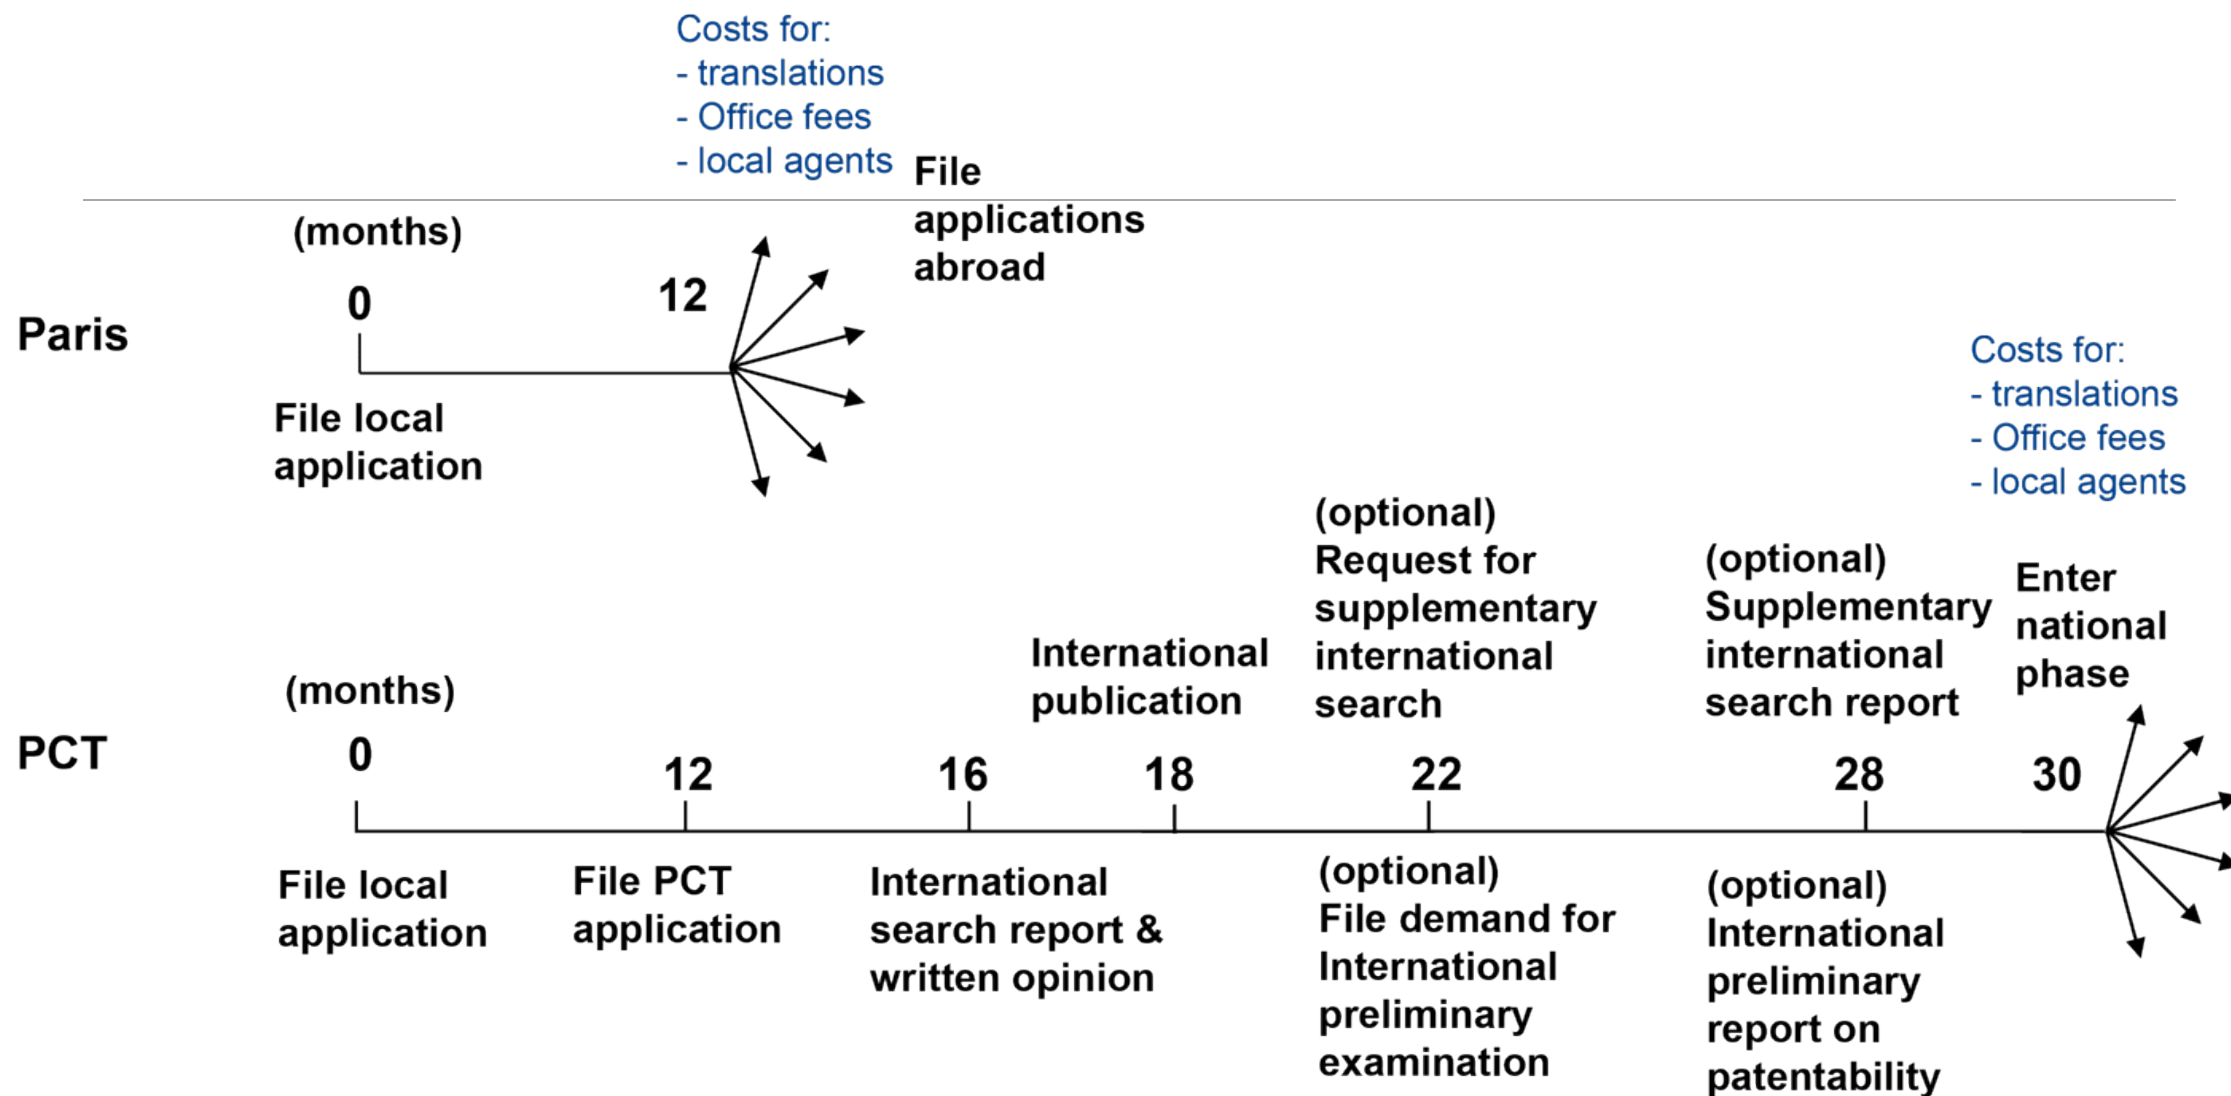 Costs for:
- translations
- Office fees
- local agents
File
applications
abroad
(months)
0
12
Paris
File local
application
Costs for:
- translations
- Office fees
- local agents
(optional)
Request for
supplementary
international
search
(optional)
Supplementary
international
search report
Enter
national
phase
International
publication
(months)
PCT
0
12
16
18
22
28
30
File local
application
File PCT
application
International
search report &
written opinion
(optional)
File demand for
International
preliminary
examination
(optional)
International
preliminary
report on
patentability